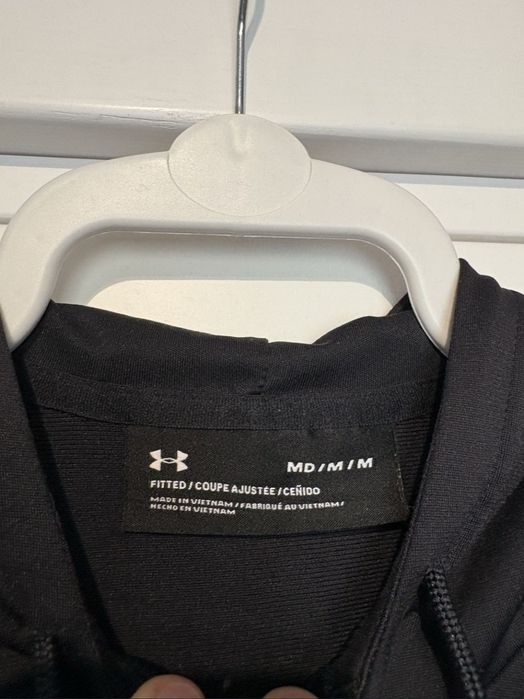 MD/M/M
FITTED/COUPE AJUSTÉE/CEÑIDO
MADE IN VIETNAM/FABRIQUÉ AU VIETNAM/
HECHO EN VIETNAM